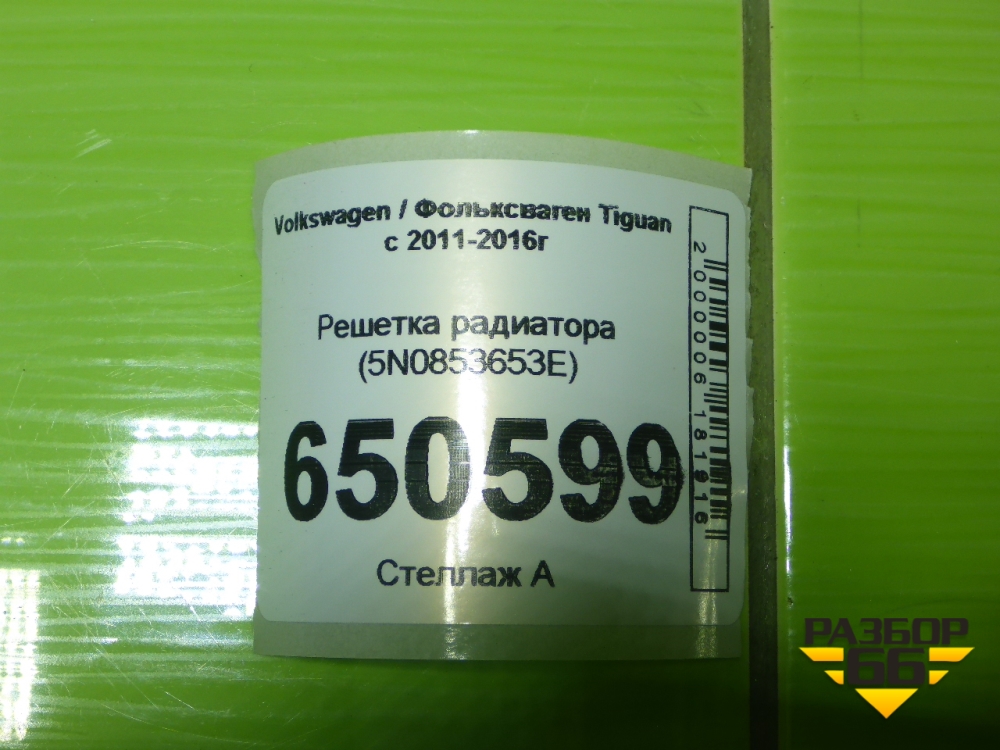 Volkswagen / Фольксваген Tiguan
с 2011-2016г
Решетка радиатора
(5N0853653E)
650599
Стеллаж А
2000006181916
РАЗБОР
66